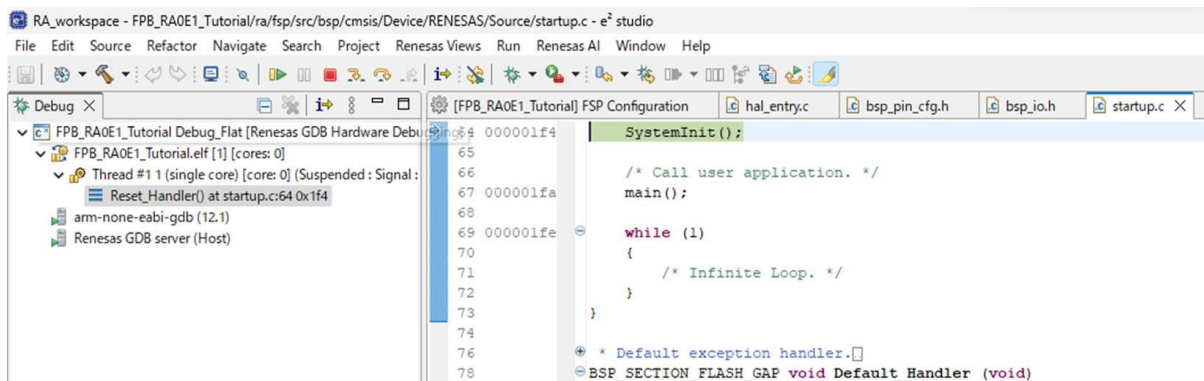 RA_workspace - FPB_RA0E1_Tutorial/ra/fsp/src/bsp/cmsis/Device/RENESAS/Source/startup.c - e² studio
File Edit Source Refactor Navigate Search Project Renesas Views Run Renesas AI Window Help
Debug
[FPB_RA0E1_Tutorial] FSP Configuration hal_entry.c bsp_pin_cfg.h bsp_io.h startup.c
FPB_RA0E1_Tutorial Debug_Flat [Renesas GDB Hardware Debugging]
FPB_RA0E1_Tutorial.elf [1] [cores: 0]
Thread #1 1 (single core) [core: 0] (Suspended : Signal :
Reset_Handler() at startup.c:64 0x1f4
arm-none-eabi-gdb (12.1)
Renesas GDB server (Host)
64 000001f4 SystemInit();
65
66 /* Call user application. */
67 000001fa main();
68
69 000001fe while (1)
70 {
71 /* Infinite Loop. */
72 }
73 }
74
76 * Default exception handler.
78 BSP_SECTION_FLASH_GAP void Default_Handler (void)